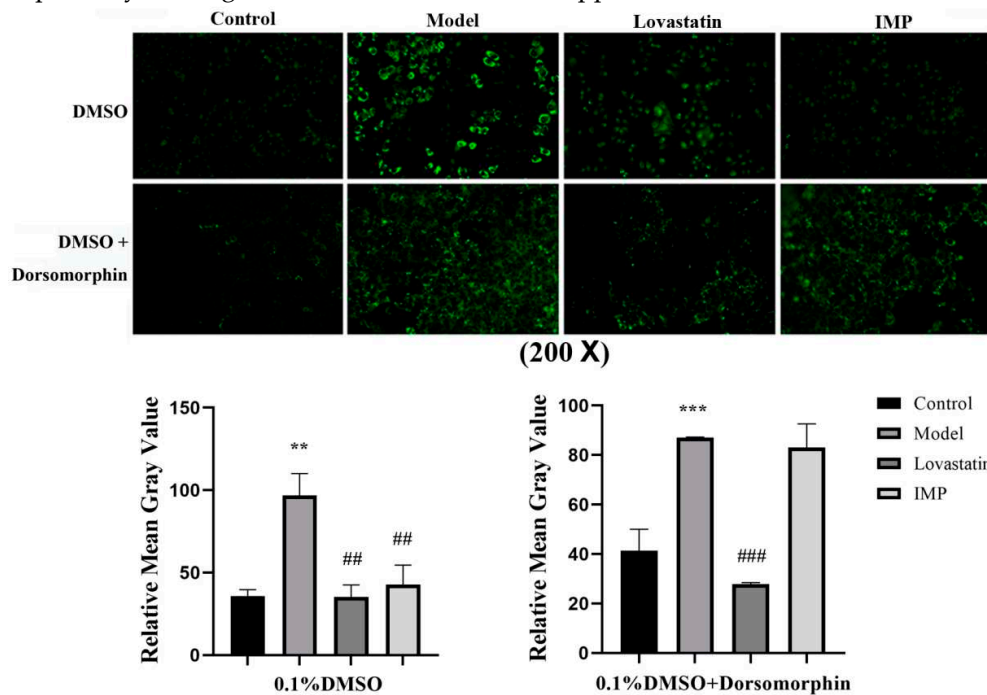 Control Model Lovastatin IMP
DMSO
DMSO +
Dorsomorphin
(200 X)
Relative Mean Gray Value
150
100
50
0
**
##
##
0.1%DMSO
Relative Mean Gray Value
100
80
60
40
20
0
***
###
0.1%DMSO+Dorsomorphin
Control
Model
Lovastatin
IMP